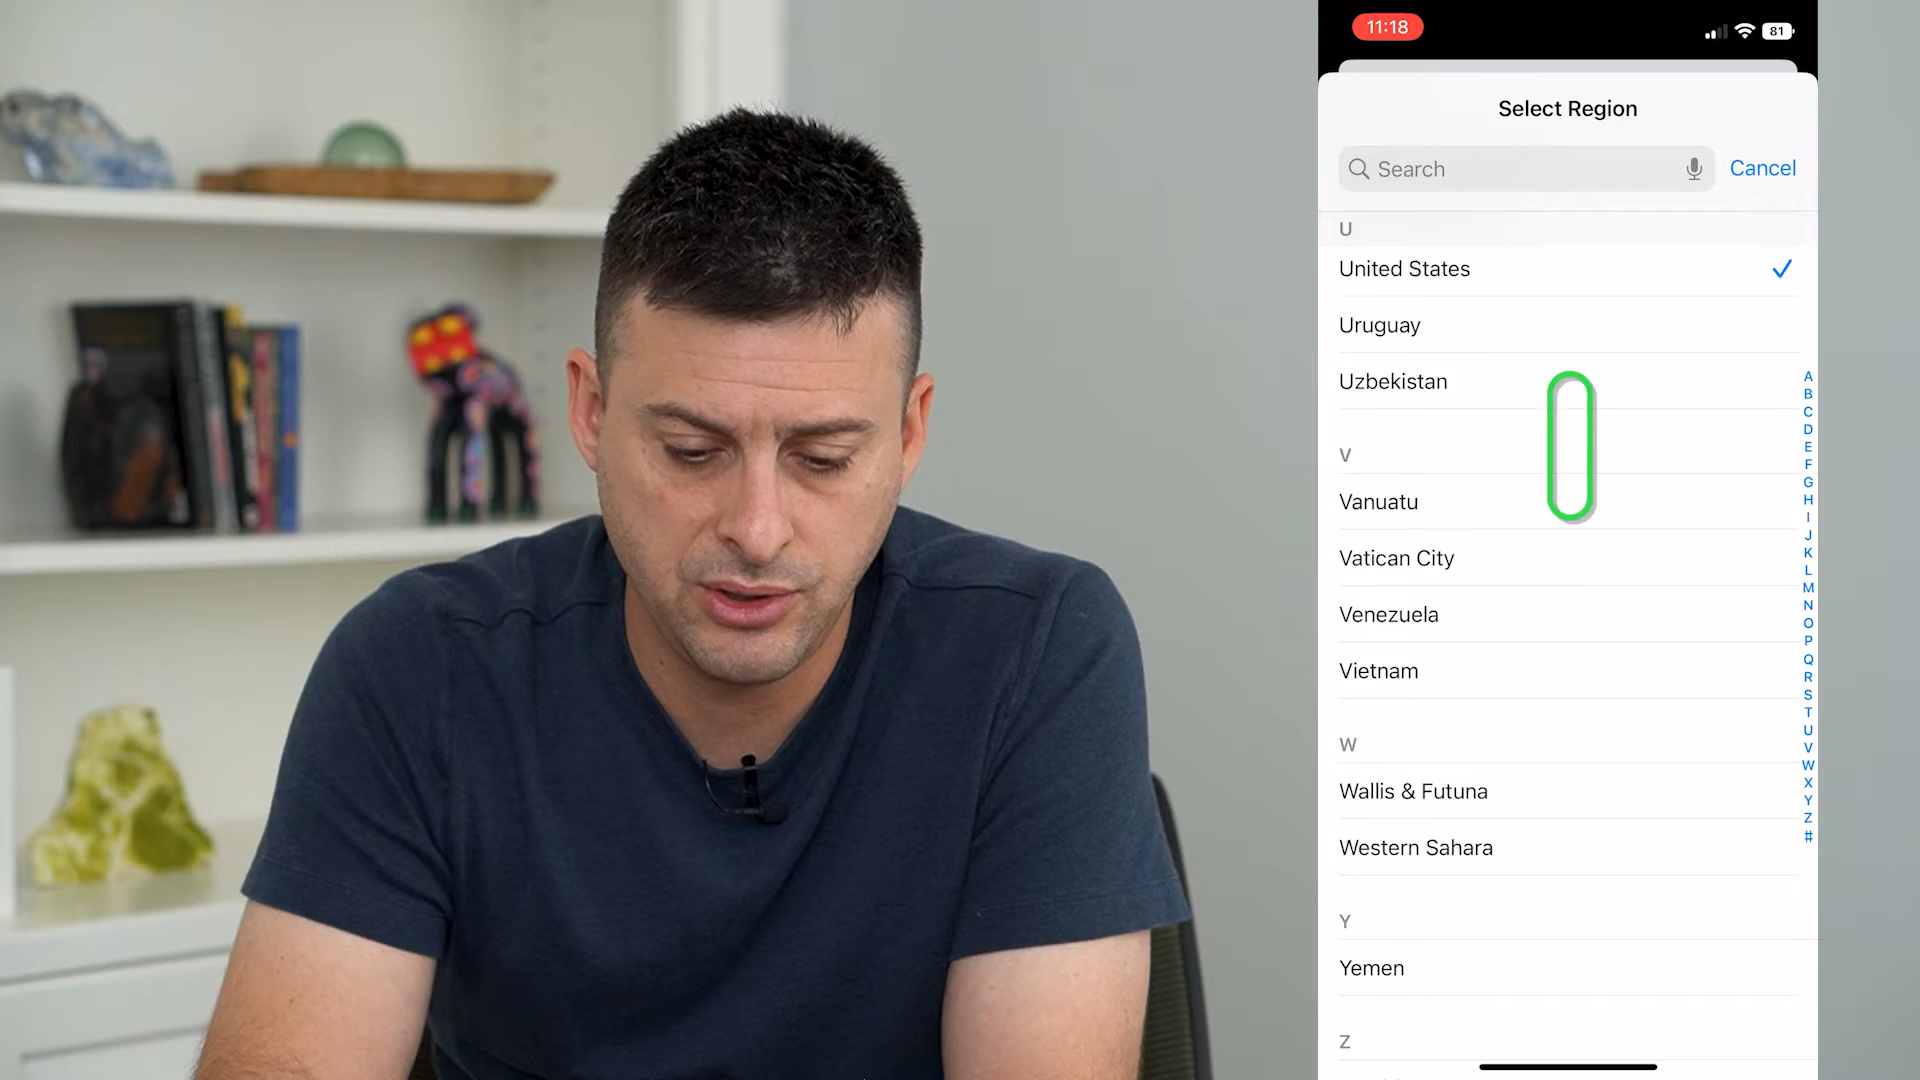 11:18
81
Select Region
Search
Cancel
U
United States
Uruguay
Uzbekistan
V
Vanuatu
Vatican City
Venezuela
Vietnam
W
Wallis & Futuna
Western Sahara
Y
Yemen
Z
A
B
C
D
E
F
G
H
I
J
K
L
M
N
O
P
Q
R
S
T
U
V
W
X
Y
Z
#